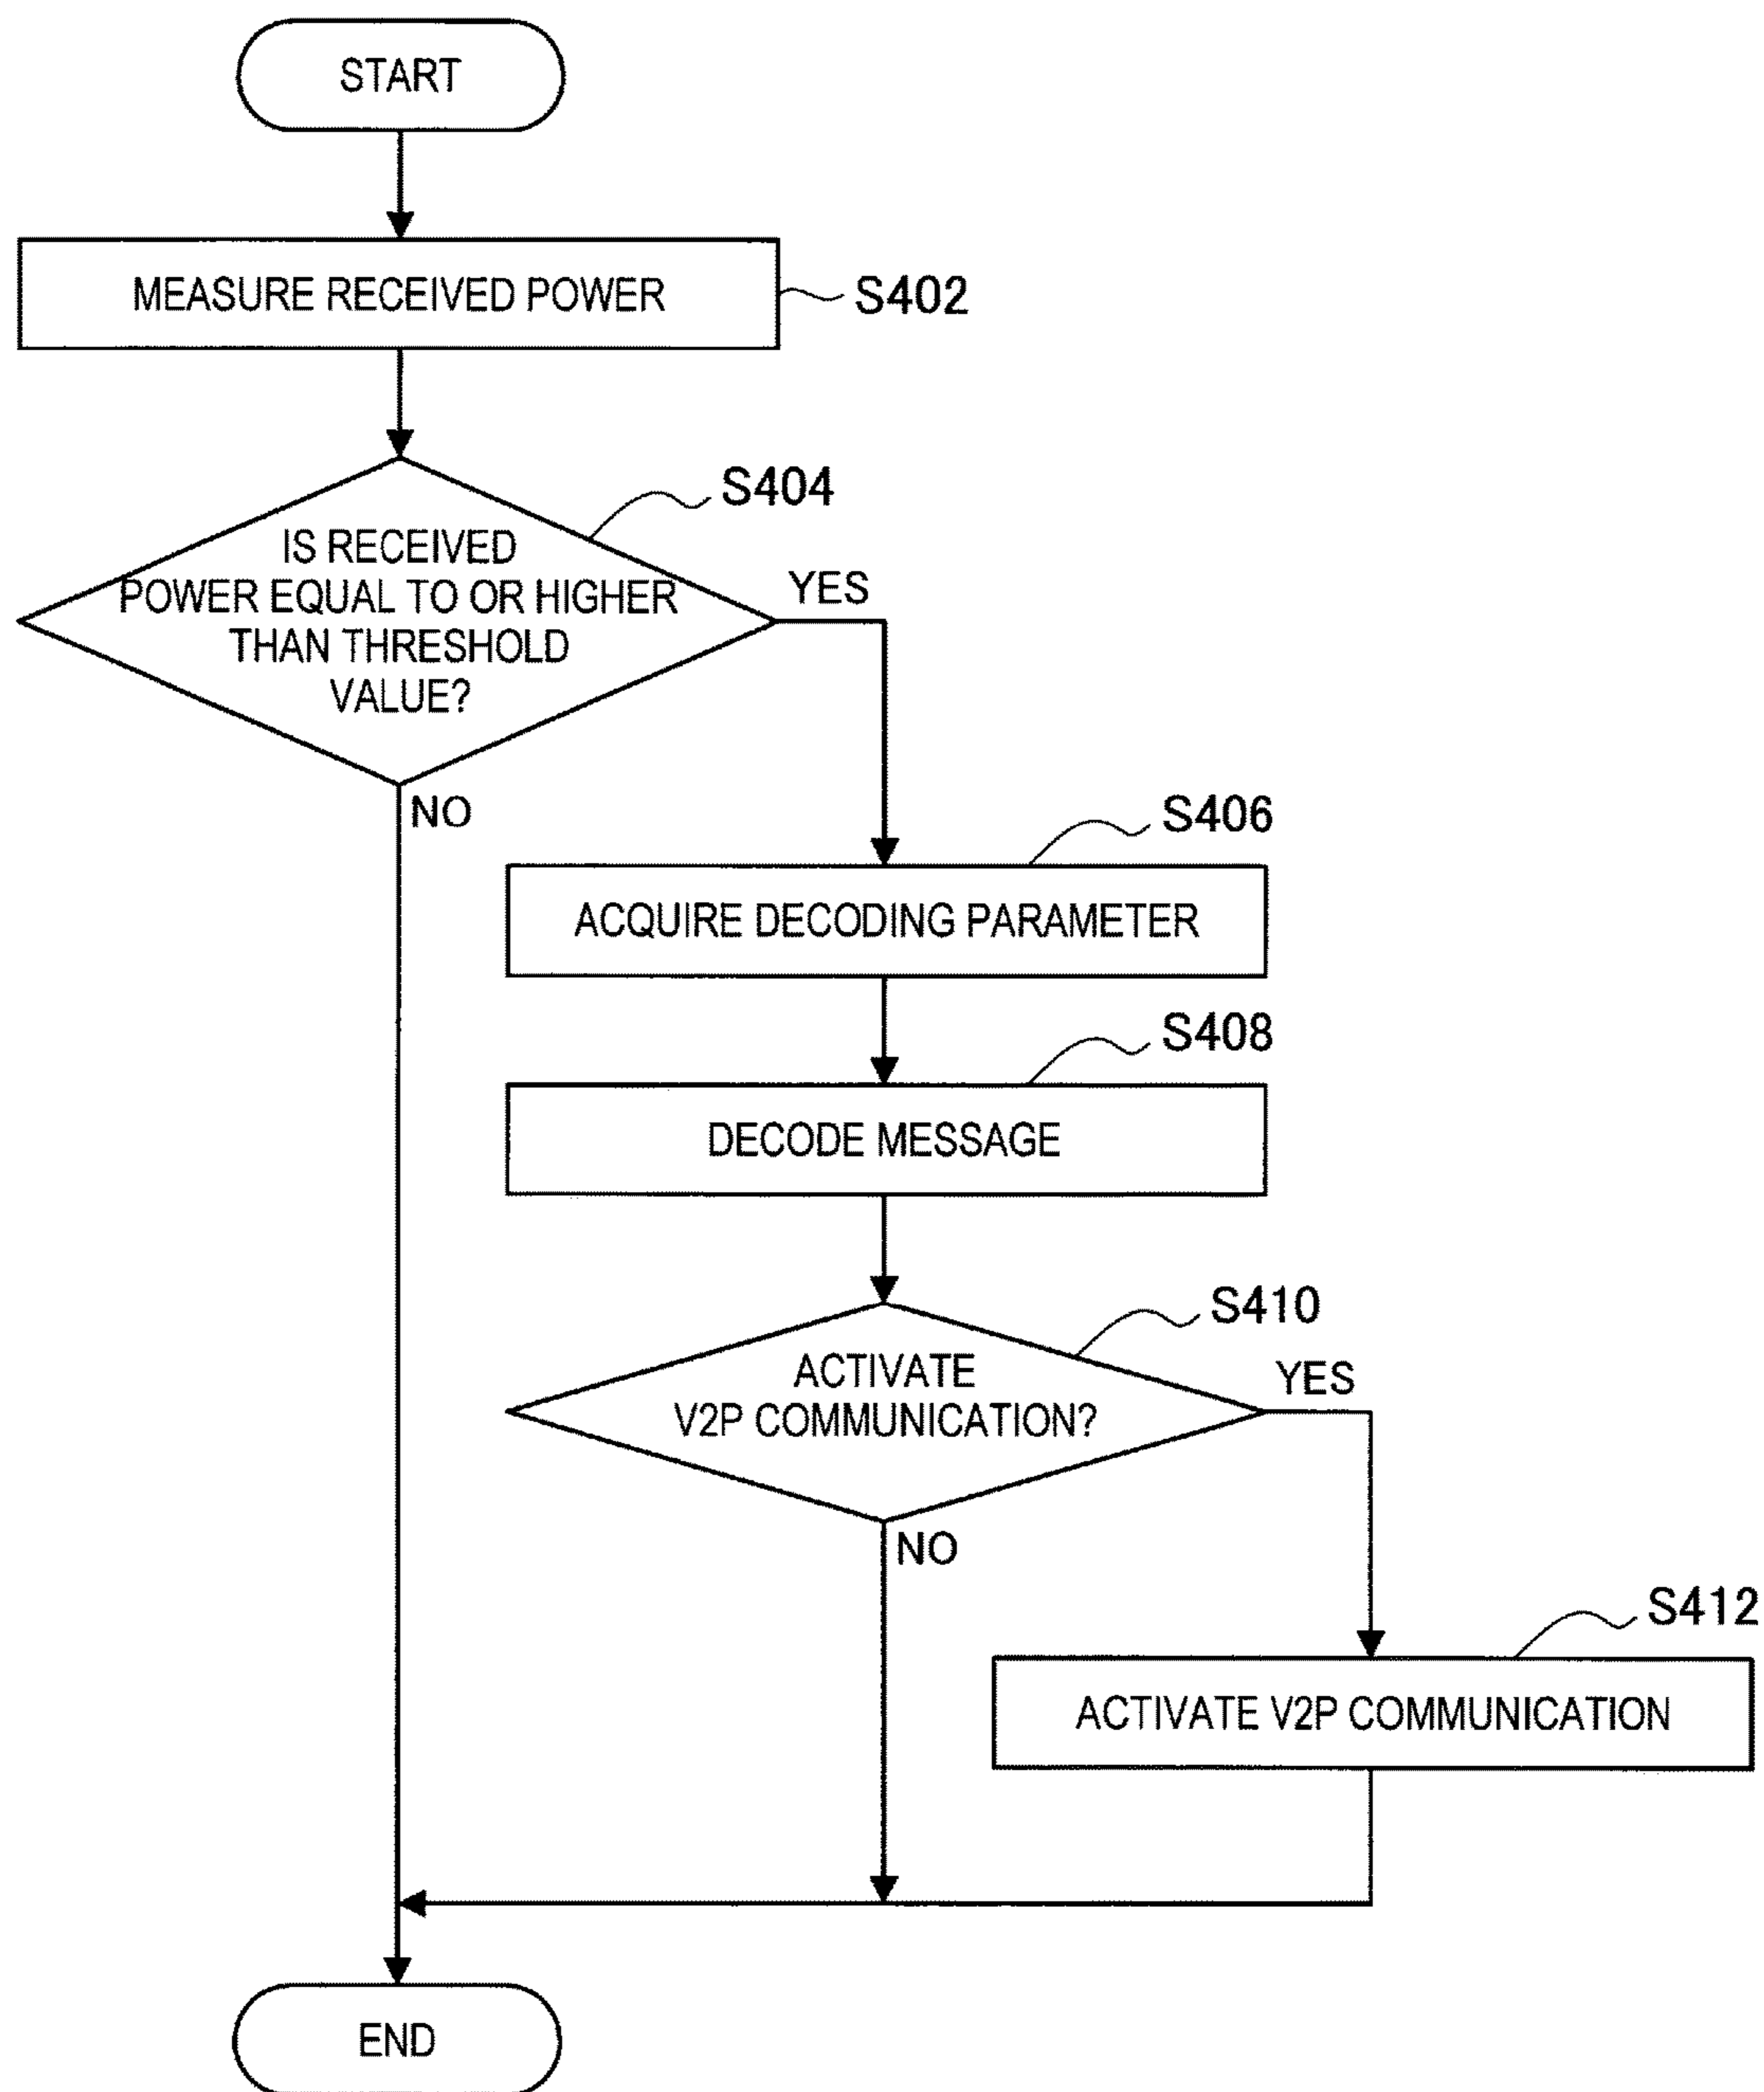 START
MEASURE RECEIVED POWER
S402
S404
IS RECEIVED
POWER EQUAL TO OR HIGHER
THAN THRESHOLD
VALUE?
YES
NO
S406
ACQUIRE DECODING PARAMETER
S408
DECODE MESSAGE
S410
ACTIVATE
V2P COMMUNICATION?
YES
NO
S412
ACTIVATE V2P COMMUNICATION
END